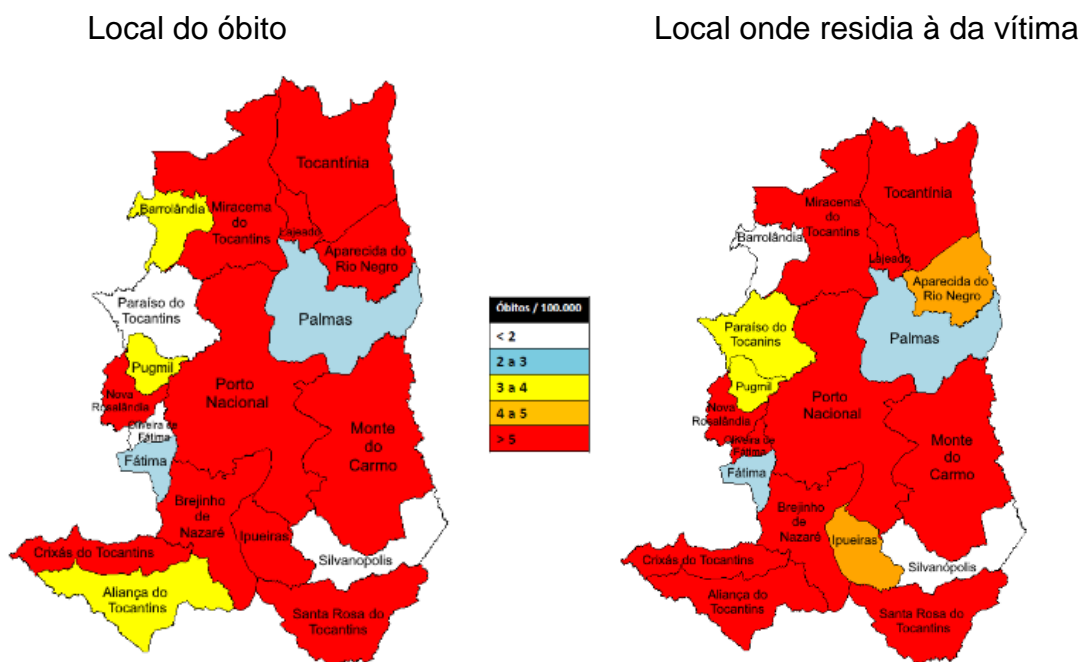 Local do óbito
Local onde residia à da vítima
Tocantínia
Barrolândia
Miracema
do
Tocantins
Lajeado
Aparecida do
Rio Negro
Paraíso do
Tocantins
Palmas
Pugmil
Nova
Rosalândia
Porto
Nacional
Oliveira de
Fátima
Fátima
Monte
do
Carmo
Brejinho
de
Nazaré
Ipueiras
Crixás do Tocantins
Silvanopolis
Aliança do
Tocantins
Santa Rosa do
Tocantins
Óbitos / 100.000
< 2
2 a 3
3 a 4
4 a 5
> 5
Tocantínia
Miracema
do
Tocantins
Barrolândia
Lajeado
Aparecida do
Rio Negro
Paraíso do
Tocanins
Palmas
Pugmil
Nova
Rosalândia
Porto
Nacional
Oliveira de
Fátima
Fátima
Monte
do
Carmo
Brejinho
de
Nazaré
Ipueiras
Crixás do Tocantins
Silvanópolis
Aliança do
Tocantins
Santa Rosa do
Tocantins